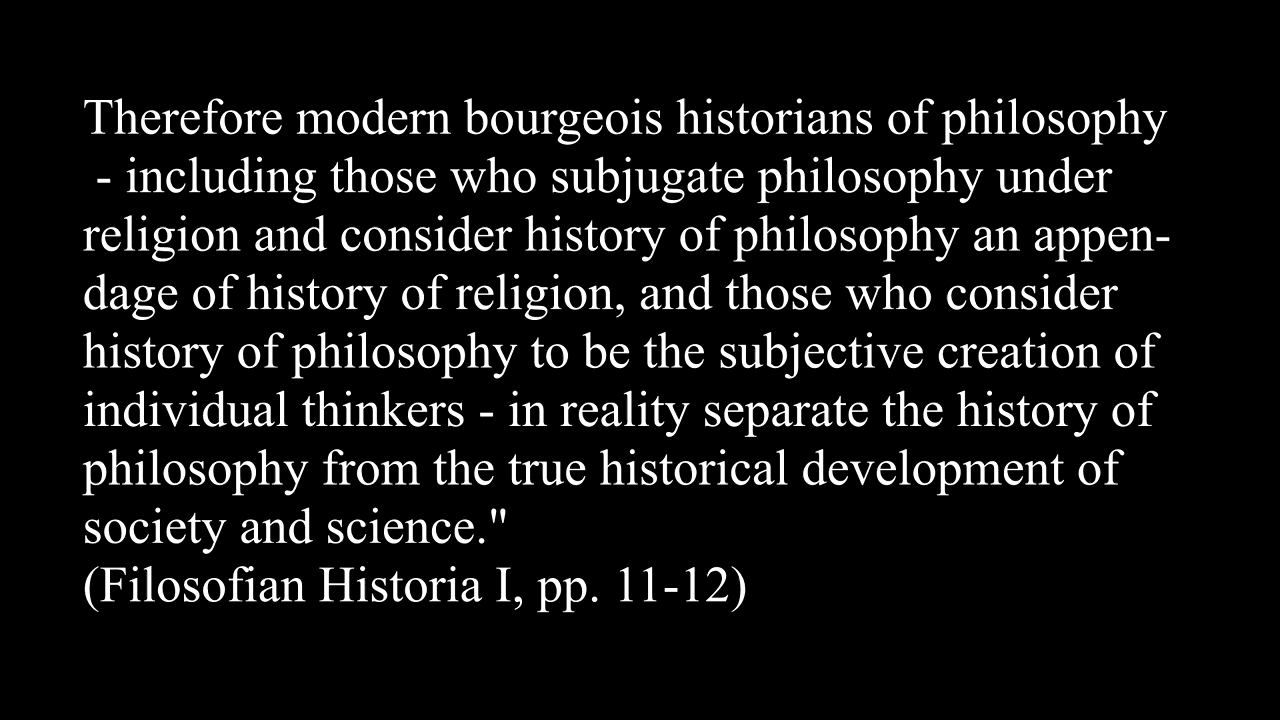 Therefore modern bourgeois historians of philosophy
- including those who subjugate philosophy under
religion and consider history of philosophy an appen-
dage of history of religion, and those who consider
history of philosophy to be the subjective creation of
individual thinkers - in reality separate the history of
philosophy from the true historical development of
society and science."
(Filosofian Historia I, pp. 11-12)